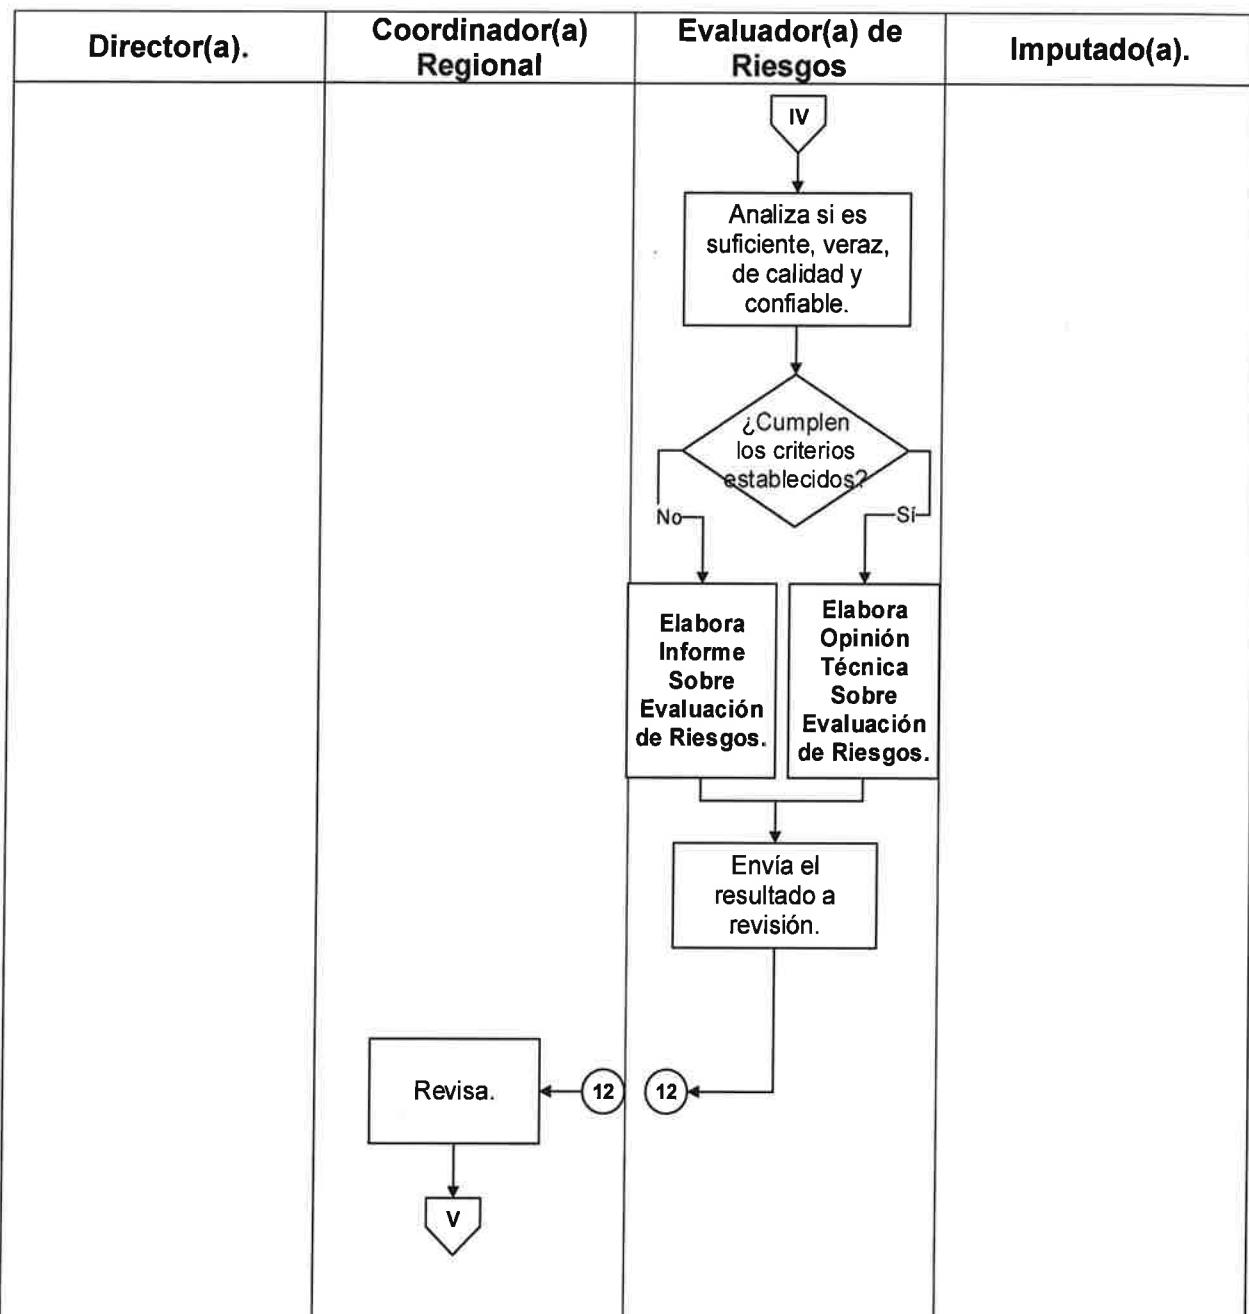 Director(a).
Coordinador(a)
Regional
Evaluador(a) de
Riesgos
Imputado(a).
IV
Analiza si es
suficiente, veraz,
de calidad y
confiable.
¿Cumplen
los criterios
establecidos?
No
Sí
Elabora
Informe
Sobre
Evaluación
de Riesgos.
Elabora
Opinión
Técnica
Sobre
Evaluación
de Riesgos.
Envía el
resultado a
revisión.
Revisa.
12
12
V